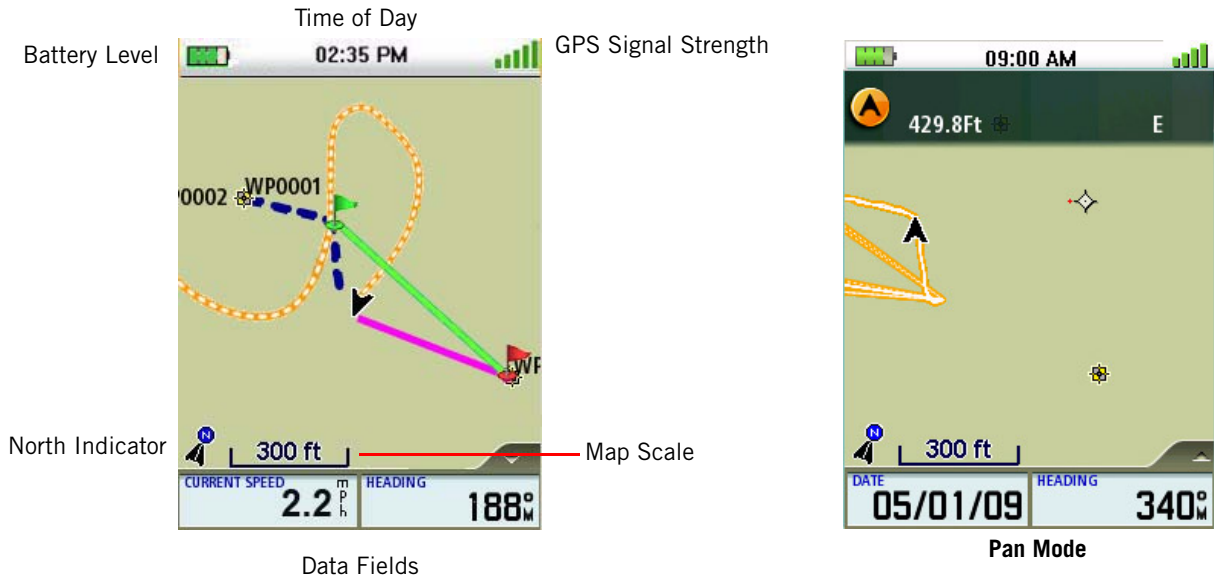 Time of Day
Battery Level
GPS Signal Strength
02:35 PM
P0002
WP0001
WP
N
300 ft
North Indicator
Map Scale
CURRENT SPEED
2.2 mph
HEADING
188°M
Data Fields
09:00 AM
429.8Ft
E
N
300 ft
DATE
05/01/09
HEADING
340°M
Pan Mode